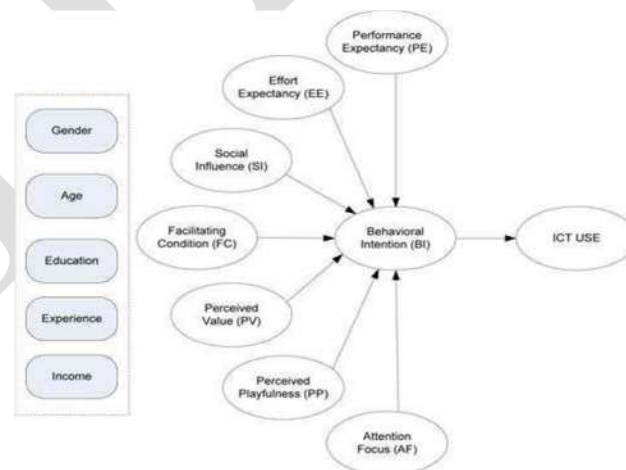 Performance
Expectancy (PE)
Effort
Expectancy (EE)
Gender
Social
Influence (SI)
Age
Facilitating
Condition (FC)
Behavioral
Intention (BI)
ICT USE
Education
Perceived
Value (PV)
Experience
Perceived
Playfulness (PP)
Income
Attention
Focus (AF)